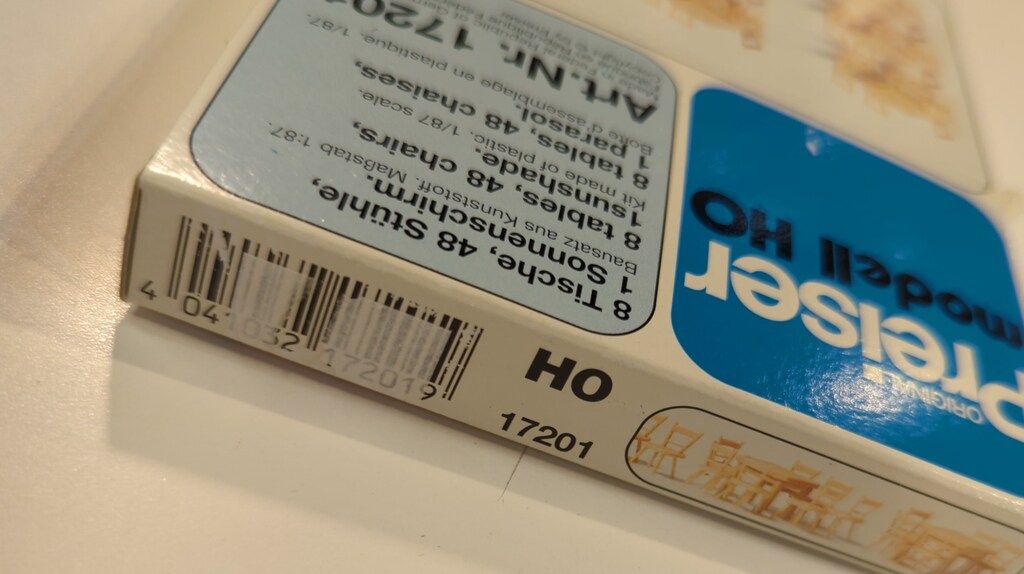 8 Tische, 48 Stühle,
1 Sonnenschirm.
Bausatz aus Kunststoff. Maßstab 1:87.
8 tables, 48 chairs,
1sunshade.
Kit made of plastic. 1/87 scale.
8 tables, 48 chaises,
1 parasol.
Boîte d'assemblage en plastique. 1/87.
Art.Nr. 1720
ORIGINAL
Preiser
modell HO
4 041032 172019
HO
17201